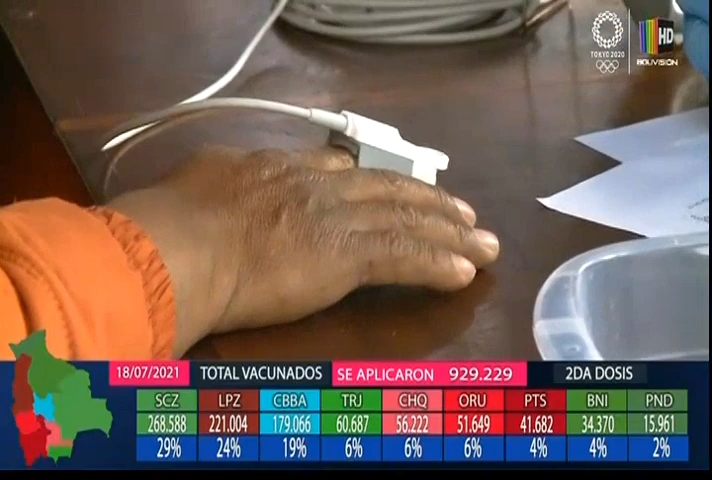 TOKYO 2020
HD
BOLIVISIÓN
18/07/2021 TOTAL VACUNADOS SE APLICARON 929.229 2DA DOSIS
SCZ LPZ CBBA TRJ CHQ ORU PTS BNI PND
268.588 221.004 179.066 60.687 56.222 51.649 41.682 34.370 15.961
29% 24% 19% 6% 6% 6% 4% 4% 2%